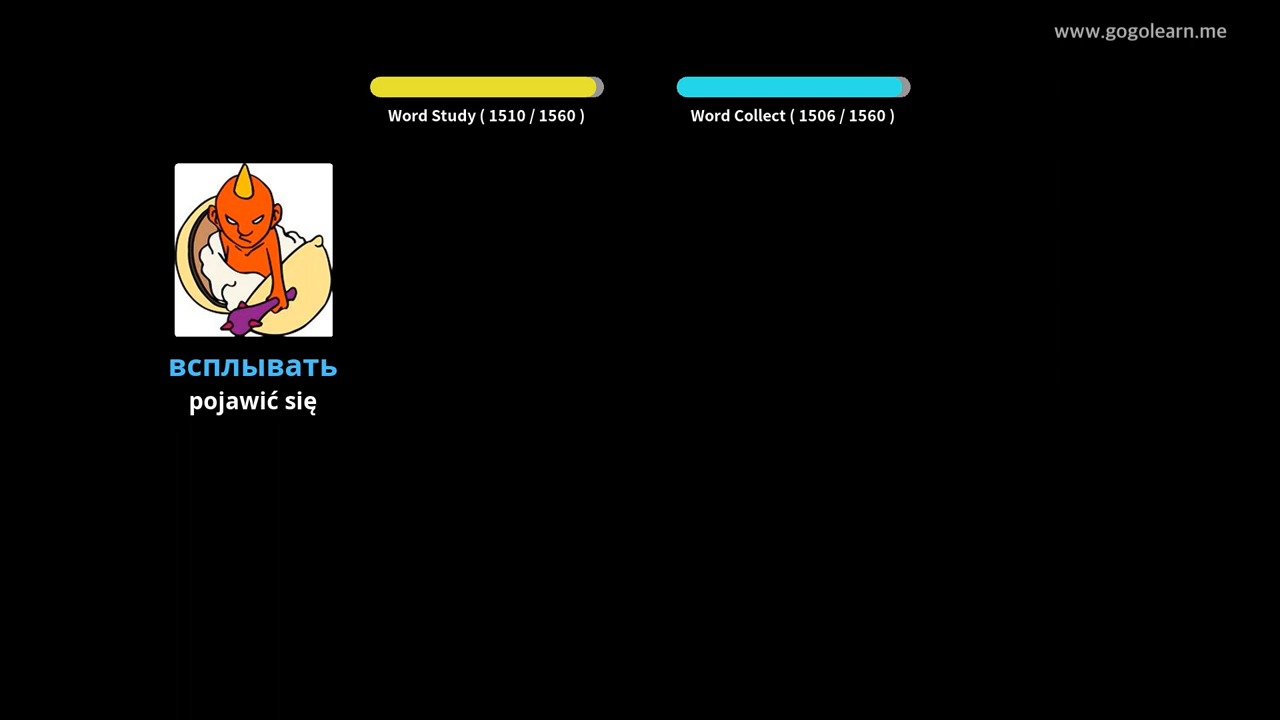 www.gogolearn.me
Word Study ( 1510 / 1560 )
Word Collect ( 1506 / 1560 )
всплывать
pojawić się